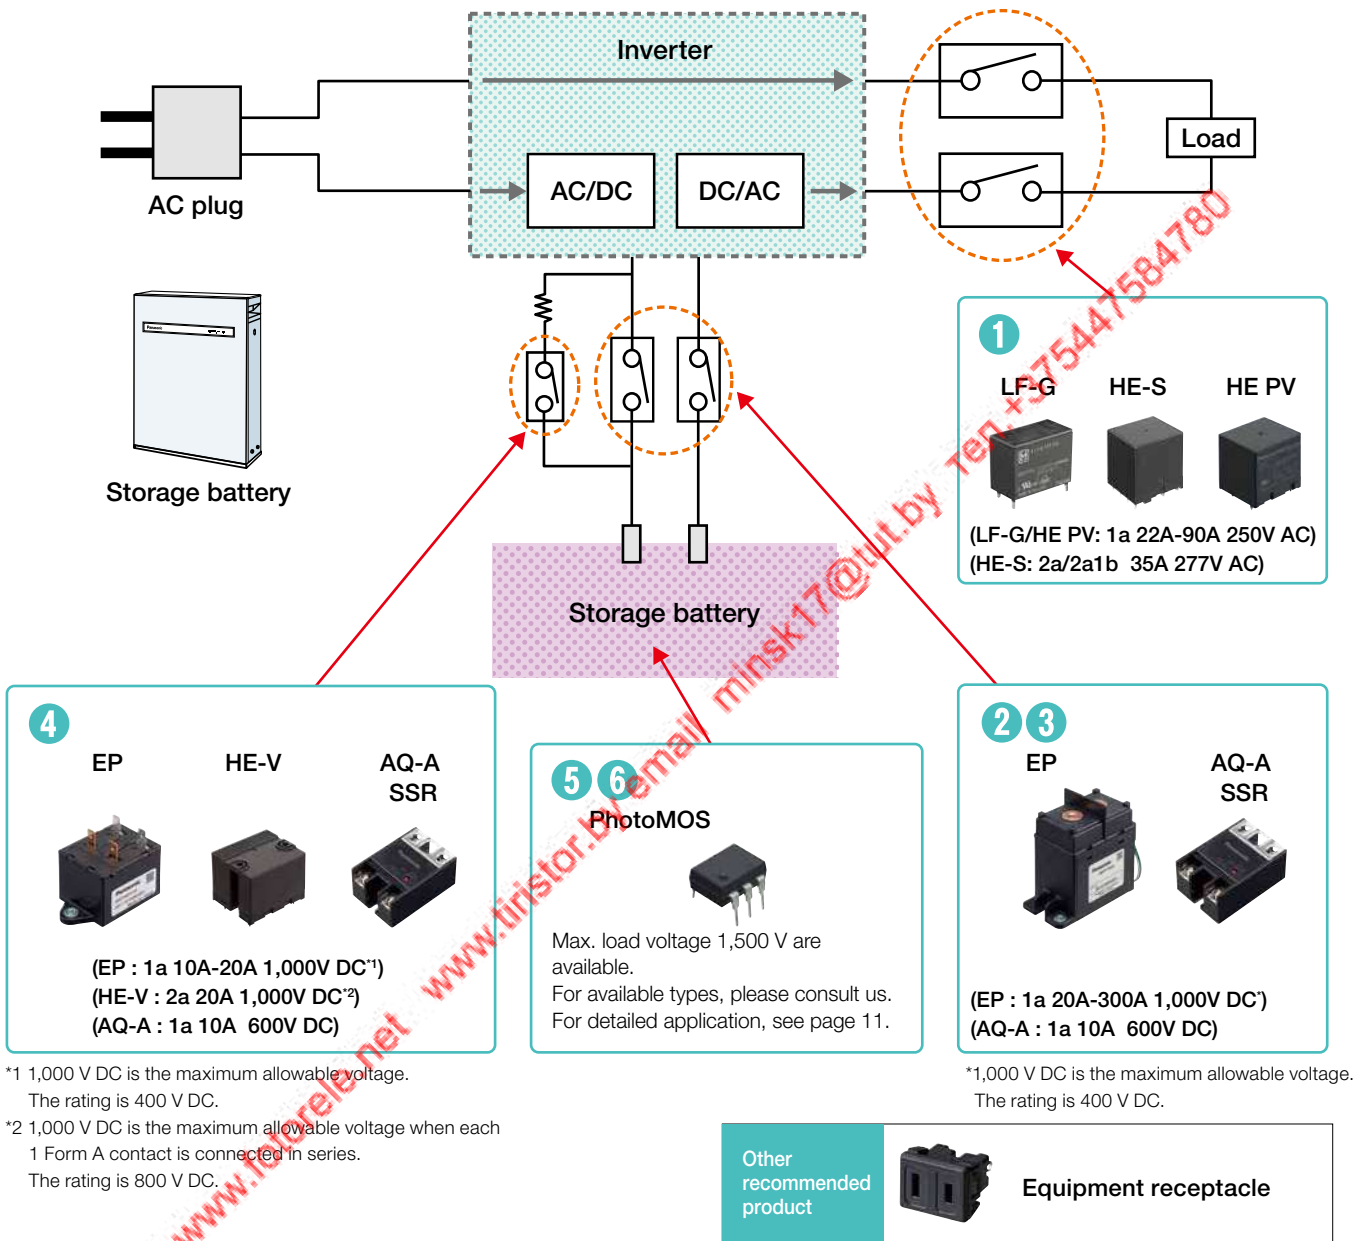 Inverter
AC/DC
DC/AC
AC plug
Load
Panasonic
Storage battery
Storage battery
1
LF-G
HE-S
HE PV
(LF-G/HE PV: 1a 22A-90A 250V AC)
(HE-S: 2a/2a1b 35A 277V AC)
4
EP
HE-V
AQ-A
SSR
(EP : 1a 10A-20A 1,000V DC*1)
(HE-V : 2a 20A 1,000V DC*2)
(AQ-A : 1a 10A 600V DC)
5 6
PhotoMOS
Max. load voltage 1,500 V are
available.
For available types, please consult us.
For detailed application, see page 11.
2 3
EP
AQ-A
SSR
(EP : 1a 20A-300A 1,000V DC*)
(AQ-A : 1a 10A 600V DC)
*1 1,000 V DC is the maximum allowable voltage.
The rating is 400 V DC.
*2 1,000 V DC is the maximum allowable voltage when each
1 Form A contact is connected in series.
The rating is 800 V DC.
*1,000 V DC is the maximum allowable voltage.
The rating is 400 V DC.
Other
recommended
product
Equipment receptacle
www.fotorele.net www.tiristor.by email minsk17@tut.by тел.+375447584780